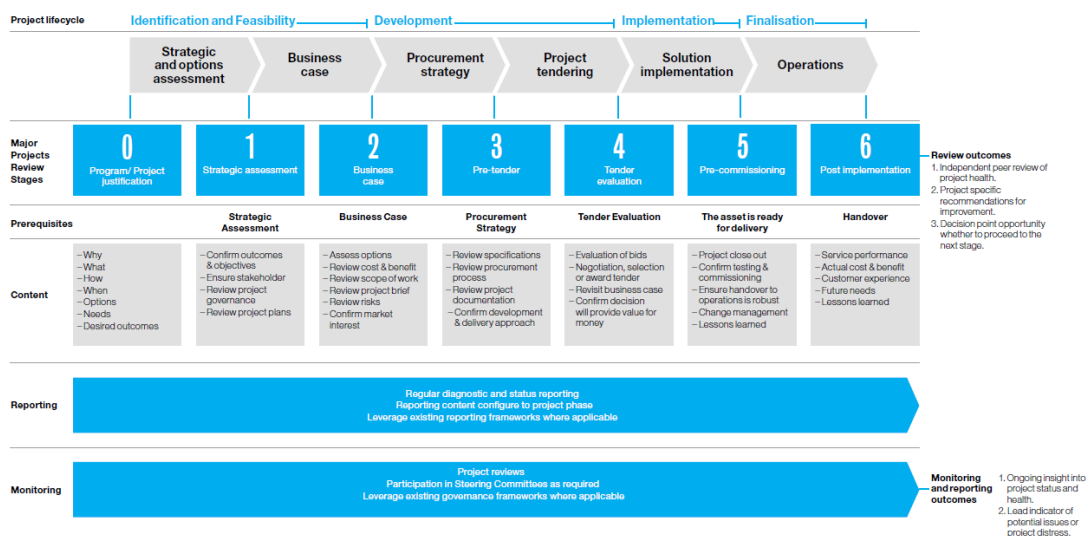 Project lifecycle
Identification and Feasibility
Development
Implementation
Finalisation
Strategic
and options
assessment
Business
case
Procurement
strategy
Project
tendering
Solution
implementation
Operations
Major
Projects
Review
Stages
0
Program/ Project
justification
1
Strategic assessment
2
Business
case
3
Pre-tender
4
Tender
evaluation
5
Pre-commissioning
6
Post implementation
Review outcomes
1. Independent peer review of
project health.
2. Project specific
recommendations for
improvement.
3. Decision point opportunity
whether to proceed to the
next stage.
Prerequisites
Strategic
Assessment
Business Case
Procurement
Strategy
Tender Evaluation
The asset is ready
for delivery
Handover
Content
– Why
– What
– How
– When
– Options
– Needs
– Desired outcomes
– Confirm outcomes
& objectives
– Ensure stakeholder
– Review project
governance
– Review project plans
– Assess options
– Review cost & benefit
– Review scope of work
– Review project brief
– Review risks
– Confirm market
interest
– Review specifications
– Review procurement
process
– Review project
documentation
– Confirm development
& delivery approach
– Evaluation of bids
– Negotiation, selection
or award tender
– Revisit business case
– Confirm decision
will provide value for
money
– Project close out
– Confirm testing &
commissioning
– Ensure handover to
operations is robust
– Change management
– Lessons learned
– Service performance
– Actual cost & benefit
– Customer experience
– Future needs
– Lessons learned
Reporting
Regular diagnostic and status reporting
Reporting content configure to project phase
Leverage existing reporting frameworks where applicable
Monitoring
Project reviews
Participation in Steering Committees as required
Leverage existing governance frameworks where applicable
Monitoring
and reporting
outcomes
1. Ongoing insight into
project status and
health.
2. Lead indicator of
potential issues or
project distress.